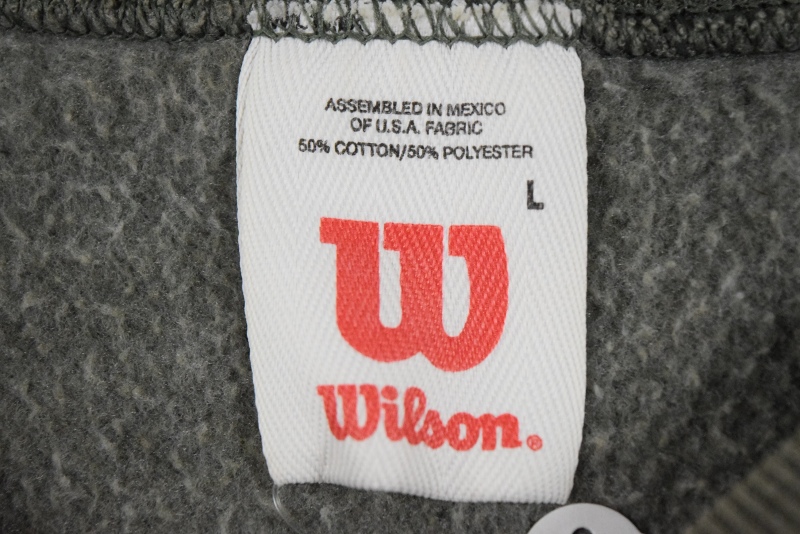 ASSEMBLED IN MEXICO
OF U.S.A. FABRIC
50% COTTON/50% POLYESTER
L
W
Wilson®